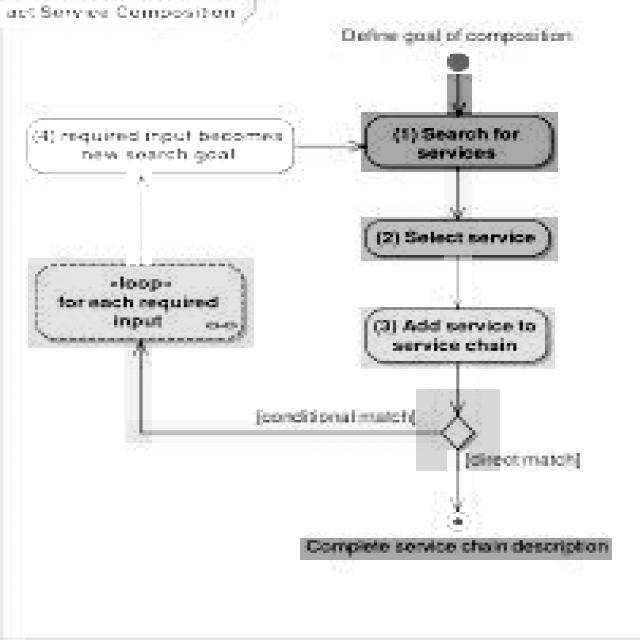 act Service Composition
Define goal of composition
(1) Search for
services
(4) required input becomes
new search goal
(2) Select service
«loop»
for each required
input
(3) Add service to
service chain
[conditional match]
[direct match]
Complete service chain description